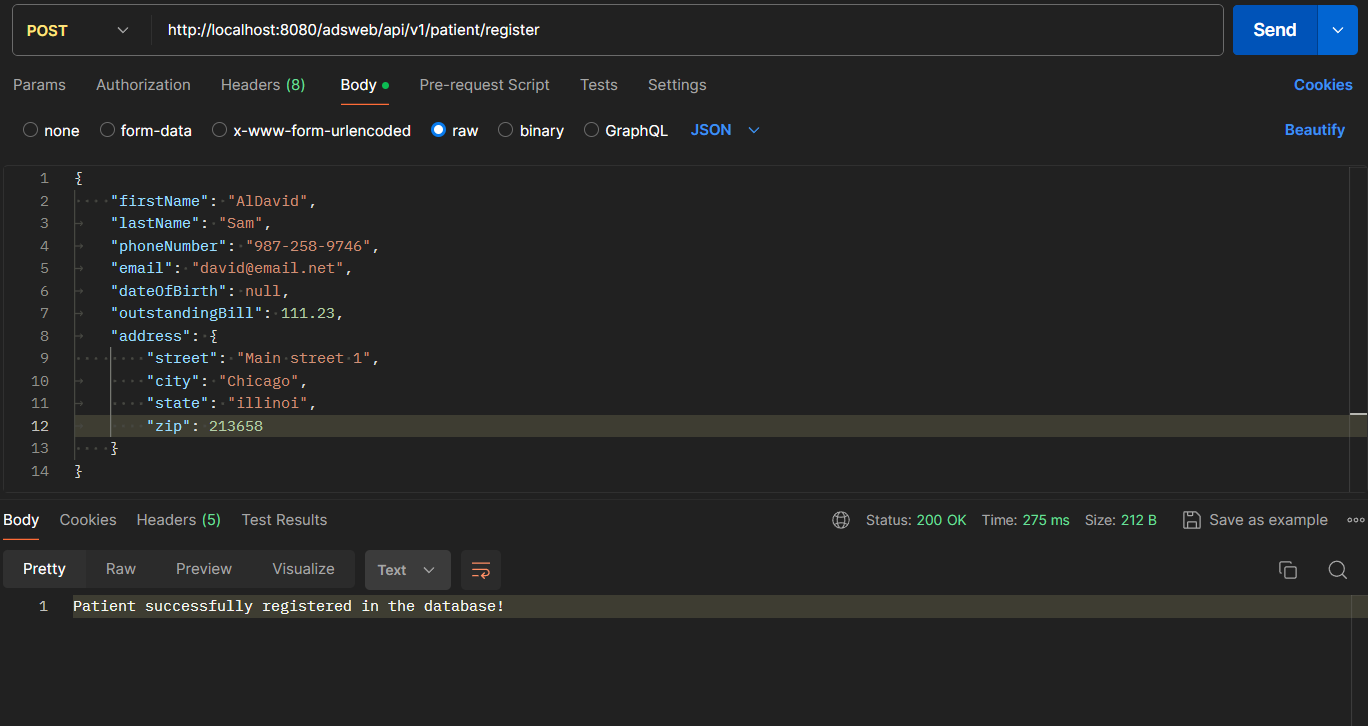 POST http://localhost:8080/adsweb/api/v1/patient/register Send
Params Authorization Headers (8) Body Pre-request Script Tests Settings Cookies
none form-data x-www-form-urlencoded raw binary GraphQL JSON Beautify
1 {
2 "firstName": "AlDavid",
3 "lastName": "Sam",
4 "phoneNumber": "987-258-9746",
5 "email": "david@email.net",
6 "dateOfBirth": null,
7 "outstandingBill": 111.23,
8 "address": {
9 "street": "Main street 1",
10 "city": "Chicago",
11 "state": "illinoi",
12 "zip": 213658
13 }
14 }
Body Cookies Headers (5) Test Results Status: 200 OK Time: 275 ms Size: 212 B Save as example
Pretty Raw Preview Visualize Text
1 Patient successfully registered in the database!